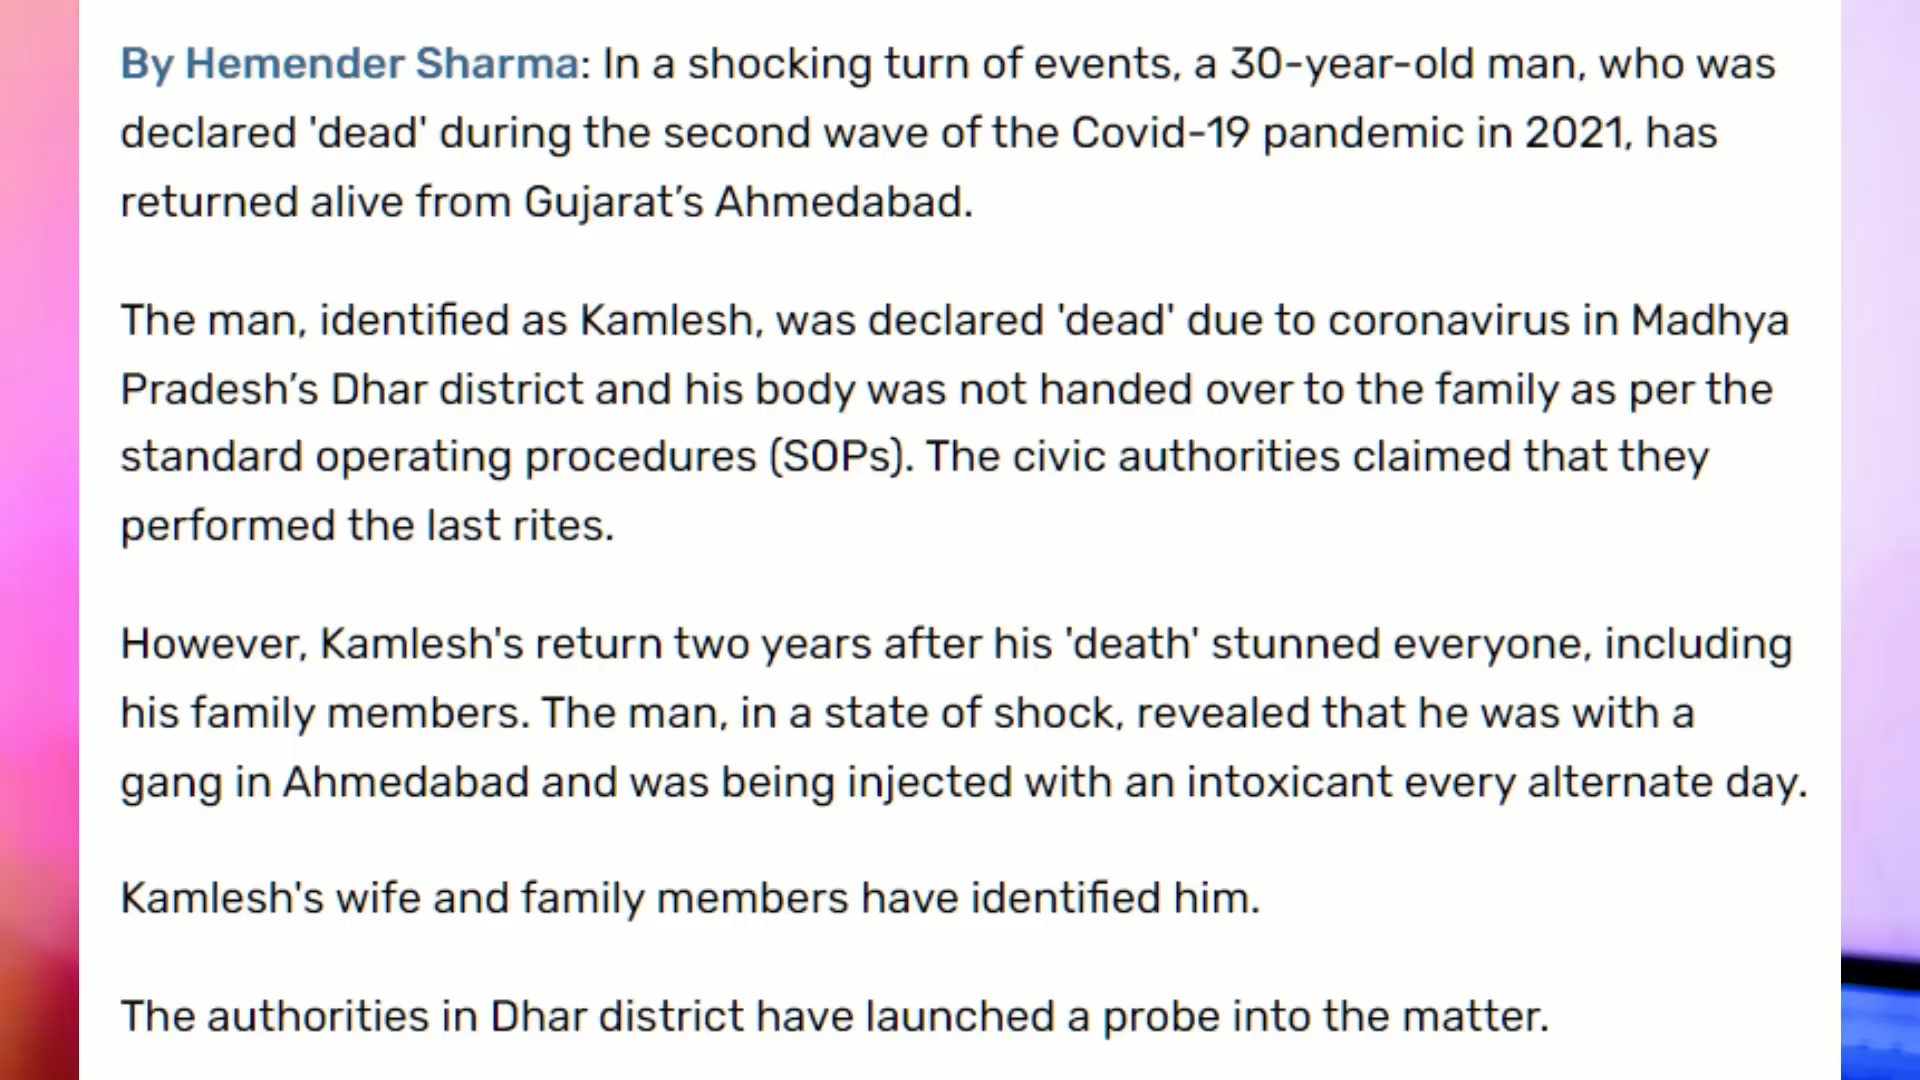 By Hemender Sharma: In a shocking turn of events, a 30-year-old man, who was
declared 'dead' during the second wave of the Covid-19 pandemic in 2021, has
returned alive from Gujarat’s Ahmedabad.
The man, identified as Kamlesh, was declared 'dead' due to coronavirus in Madhya
Pradesh’s Dhar district and his body was not handed over to the family as per the
standard operating procedures (SOPs). The civic authorities claimed that they
performed the last rites.
However, Kamlesh's return two years after his 'death' stunned everyone, including
his family members. The man, in a state of shock, revealed that he was with a
gang in Ahmedabad and was being injected with an intoxicant every alternate day.
Kamlesh's wife and family members have identified him.
The authorities in Dhar district have launched a probe into the matter.